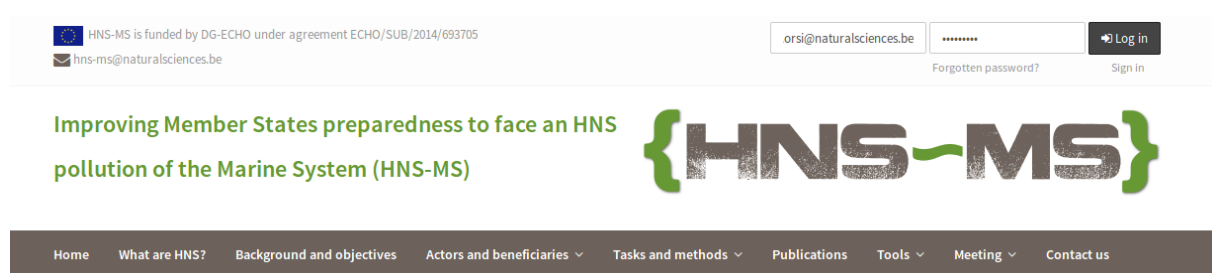 HNS-MS is funded by DG-ECHO under agreement ECHO/SUB/2014/693705
hns-ms@naturalsciences.be
.orsi@naturalsciences.be
•••••••••
Log in
Forgotten password?
Sign in
Improving Member States preparedness to face an HNS
pollution of the Marine System (HNS-MS)
{HNS~MS}
Home What are HNS? Background and objectives Actors and beneficiaries Tasks and methods Publications Tools Meeting Contact us